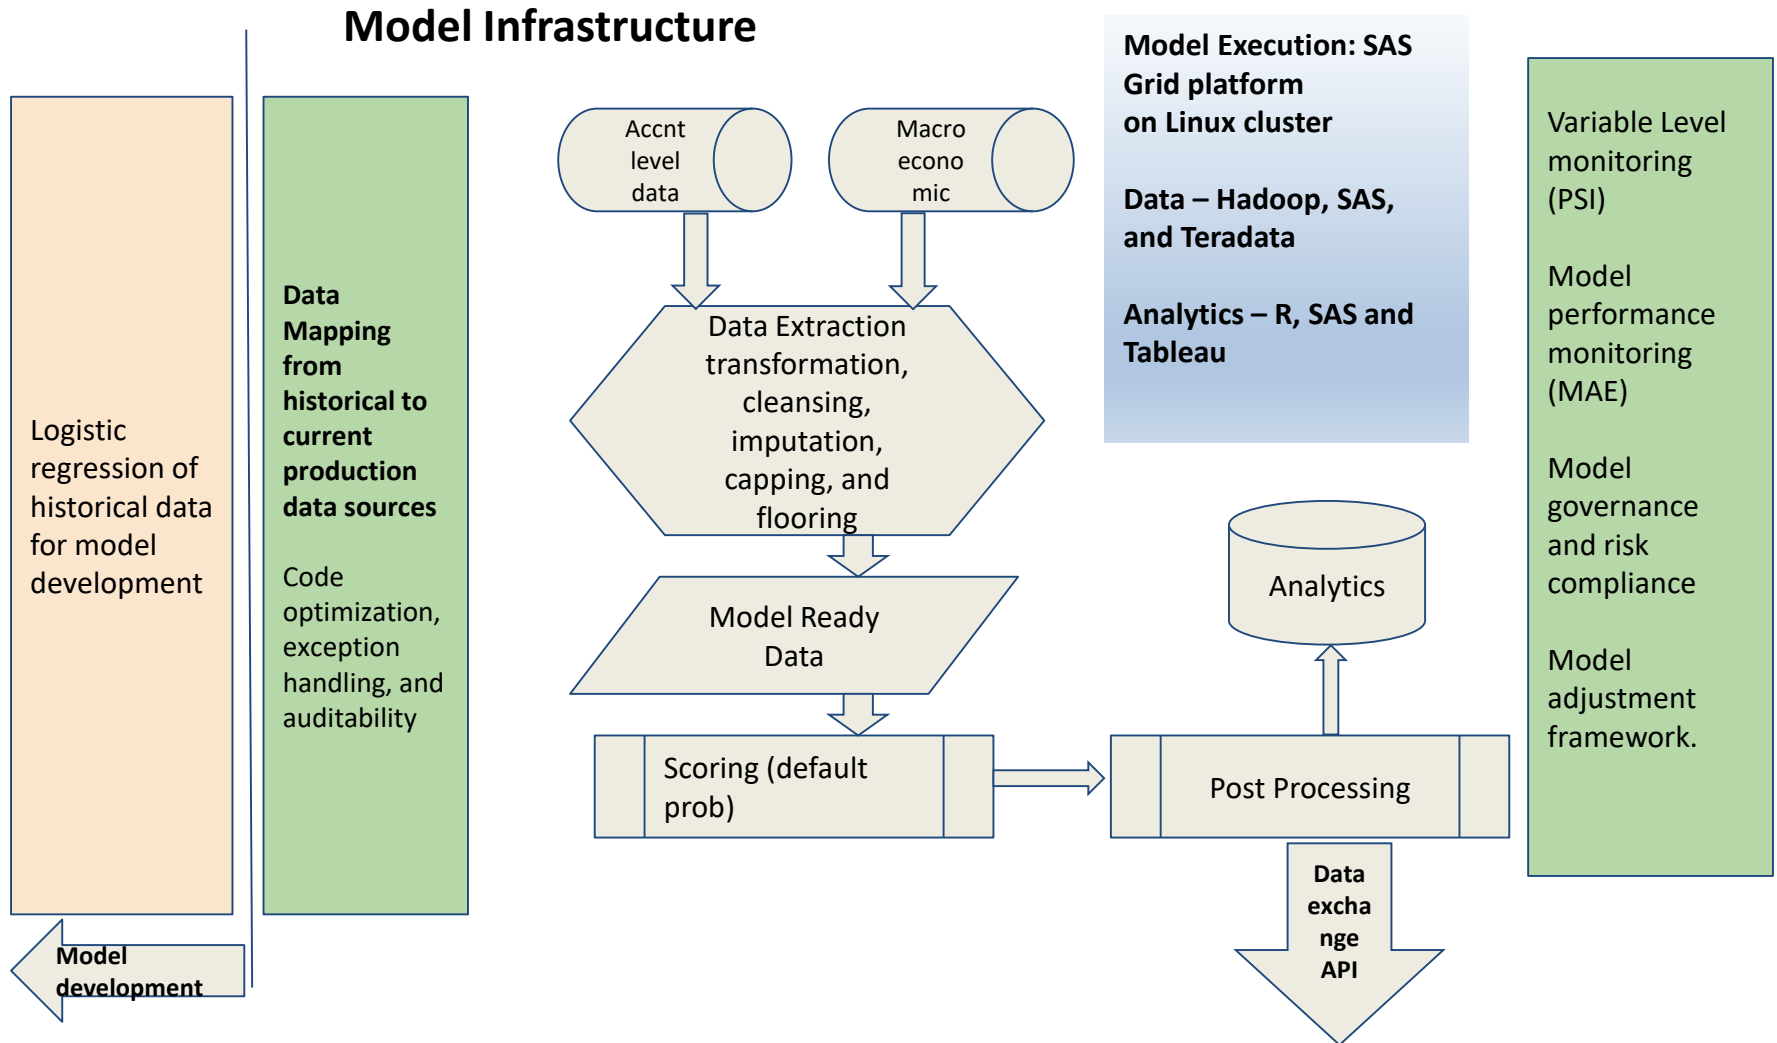 Model Infrastructure
Logistic
regression of
historical data
for model
development
Model
development
Data
Mapping
from
historical to
current
production
data sources
Code
optimization,
exception
handling, and
auditability
Accnt
level
data
Macro
econo
mic
Data Extraction
transformation,
cleansing,
imputation,
capping, and
flooring
Model Ready
Data
Scoring (default
prob)
Post Processing
Analytics
Data
excha
nge
API
Model Execution: SAS
Grid platform
on Linux cluster
Data – Hadoop, SAS,
and Teradata
Analytics – R, SAS and
Tableau
Variable Level
monitoring
(PSI)
Model
performance
monitoring
(MAE)
Model
governance
and risk
compliance
Model
adjustment
framework.